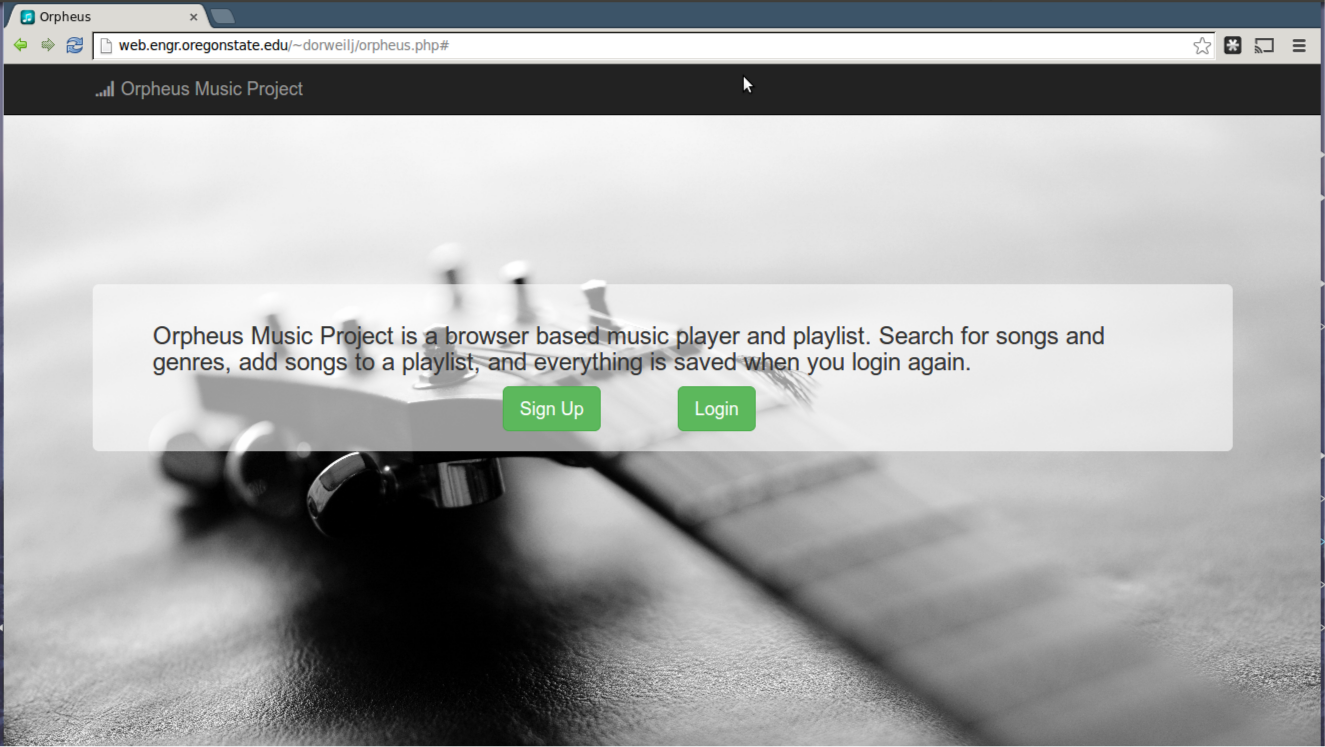 Orpheus
web.engr.oregonstate.edu/~dorweilj/orpheus.php#
Orpheus Music Project
Orpheus Music Project is a browser based music player and playlist. Search for songs and
genres, add songs to a playlist, and everything is saved when you login again.
Sign Up Login